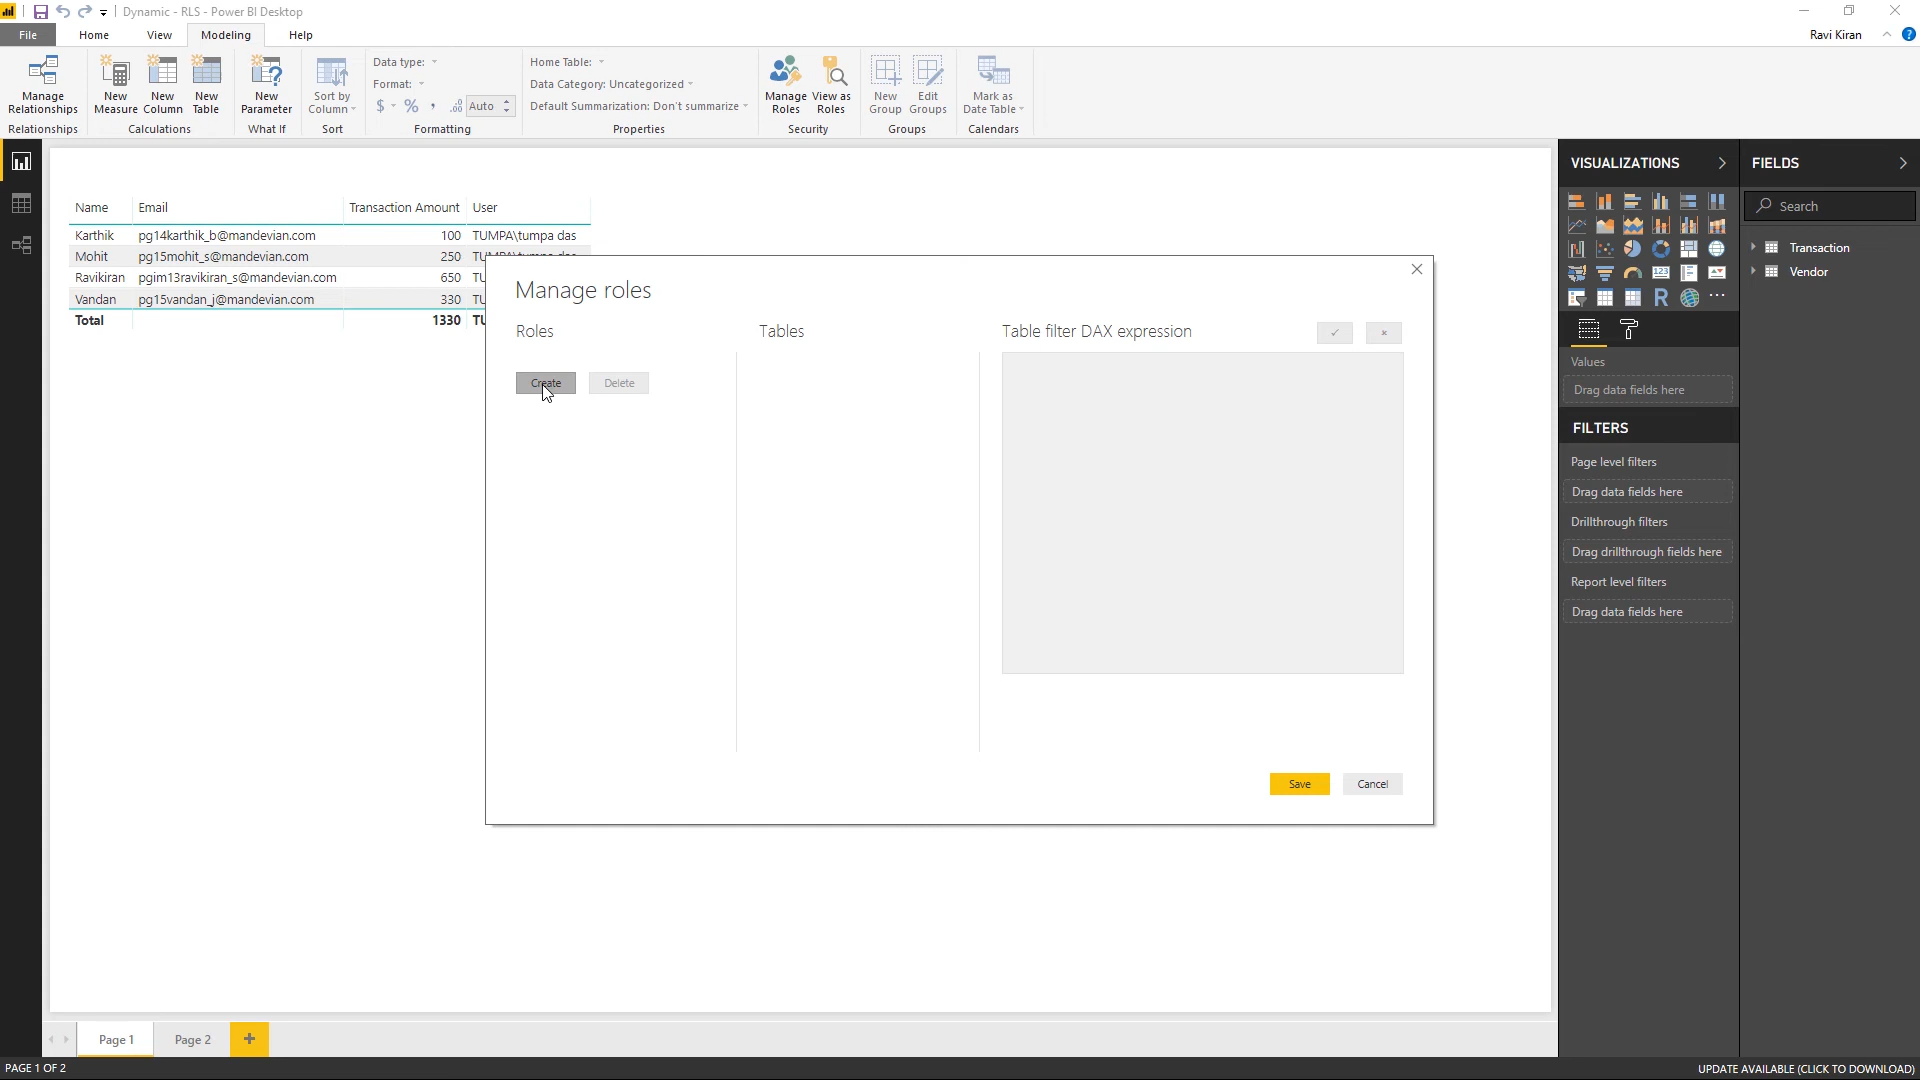 Dynamic - RLS - Power BI Desktop
File Home View Modeling Help Ravi Kiran ?
Manage Relationships
New Measure
New Column
New Table
New Parameter
Sort by Column
Data type:
Format:
$ % , .00 Auto
Home Table:
Data Category: Uncategorized
Default Summarization: Don't summarize
Manage Roles
View as Roles
New Group
Edit Groups
Mark as Date Table
Relationships Calculations What If Sort Formatting Properties Security Groups Calendars
Name Email Transaction Amount User
Karthik pg14karthik_b@mandevian.com 100 TUMPA\tumpa das
Mohit pg15mohit_s@mandevian.com 250 TUMPA\tumpa das
Ravikiran pgim13ravikiran_s@mandevian.com 650 TU
Vandan pg15vandan_j@mandevian.com 330 TU
Total 1330 TU
Manage roles
Roles Tables Table filter DAX expression
Create Delete
Save Cancel
VISUALIZATIONS
Values
Drag data fields here
FILTERS
Page level filters
Drag data fields here
Drillthrough filters
Drag drillthrough fields here
Report level filters
Drag data fields here
FIELDS
Search
Transaction
Vendor
Page 1 Page 2 +
PAGE 1 OF 2 UPDATE AVAILABLE (CLICK TO DOWNLOAD)